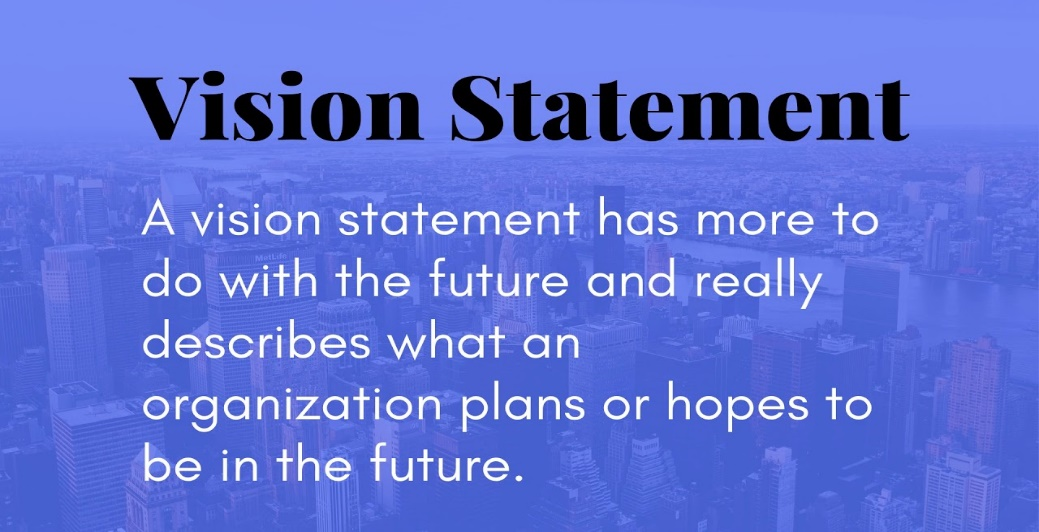 Vision Statement
MetLife
A vision statement has more to
do with the future and really
describes what an
organization plans or hopes to
be in the future.